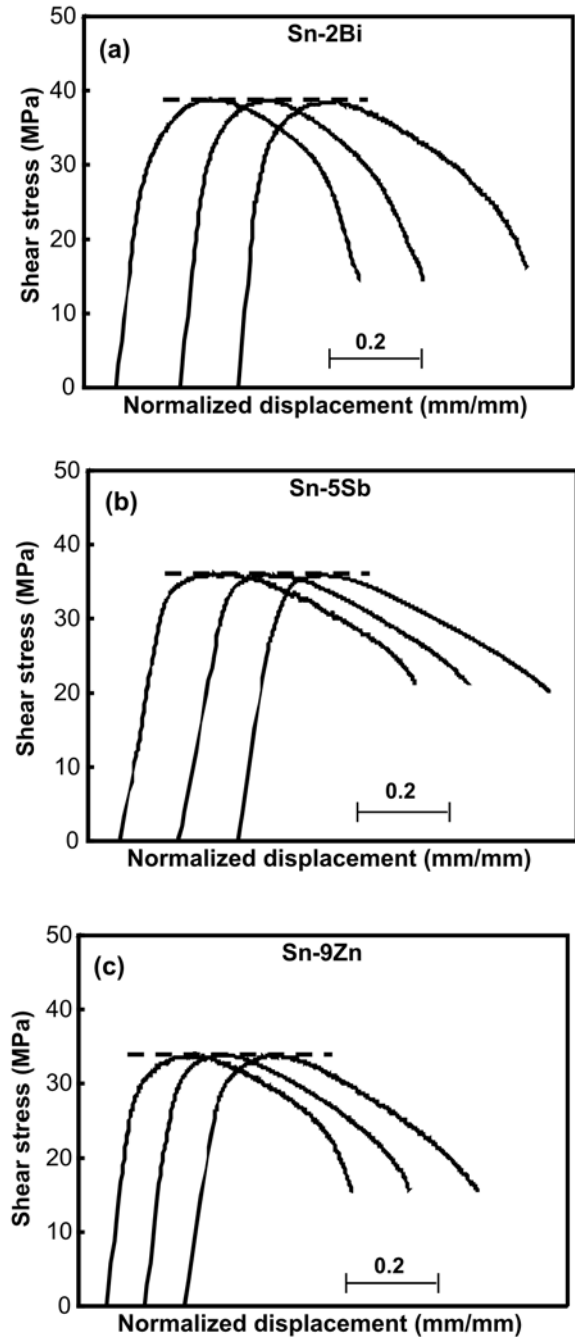 50
(a)
Sn-2Bi
40
30
20
10
0
Shear stress (MPa)
0.2
Normalized displacement (mm/mm)
50
(b)
Sn-5Sb
40
30
20
10
0
Shear stress (MPa)
0.2
Normalized displacement (mm/mm)
50
(c)
Sn-9Zn
40
30
20
10
0
Shear stress (MPa)
0.2
Normalized displacement (mm/mm)